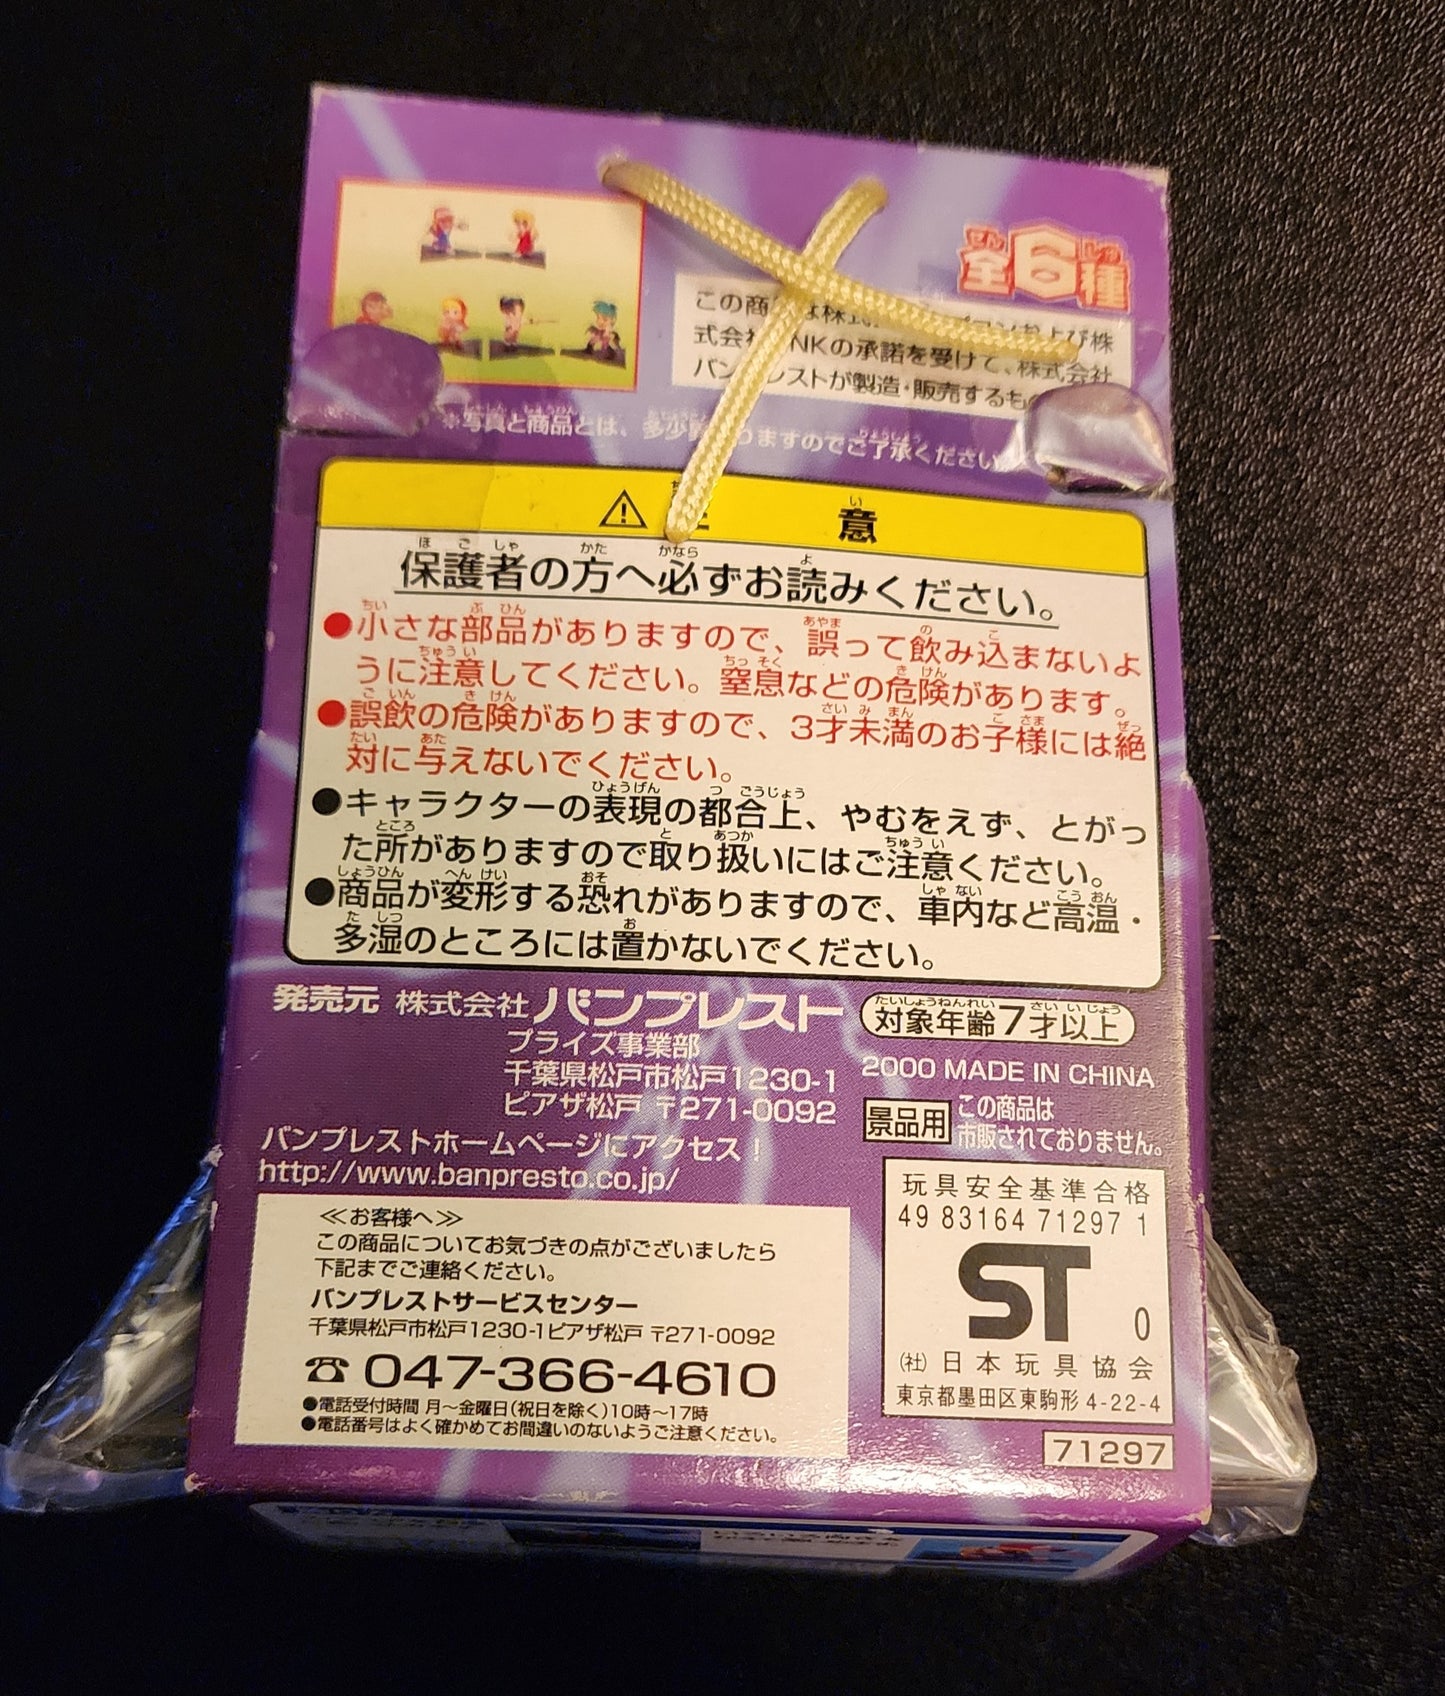 全6種
この商 は株式 プコンおよび株
式会 NKの承諾を受けて、株式会社
バン レストが製造・販売するも
※写真と商品とは、多少 りますのでご了承ください
⚠ 意
保護者の方へ必ずお読みください。
●小さな部品がありますので、誤って飲み込まないよ
うに注意してください。窒息などの危険があります。
●誤飲の危険がありますので、3才未満のお子様には絶
対に与えないでください。
●キャラクターの表現の都合上、やむをえず、とがっ
た所がありますので取り扱いにはご注意ください。
●商品が変形する恐れがありますので、車内など高温・
多湿のところには置かないでください。
発売元 株式会社バンプレスト
プライズ事業部
千葉県松戸市松戸1230-1
ピアザ松戸 〒271-0092
対象年齢7才以上
2000 MADE IN CHINA
景品用 この商品は
市販されておりません。
バンプレストホームページにアクセス!
http://www.banpresto.co.jp/
≪お客様へ≫
この商品についてお気づきの点がございましたら
下記までご連絡ください。
バンプレストサービスセンター
千葉県松戸市松戸1230-1ピアザ松戸 〒271-0092
☎ 047-366-4610
●電話受付時間 月~金曜日(祝日を除く)10時~17時
●電話番号はよく確かめてお間違いのないようご注意ください。
玩具安全基準合格
49 83164 71297 1
ST 0
(社) 日本玩具協会
東京都墨田区東駒形 4-22-4
71297